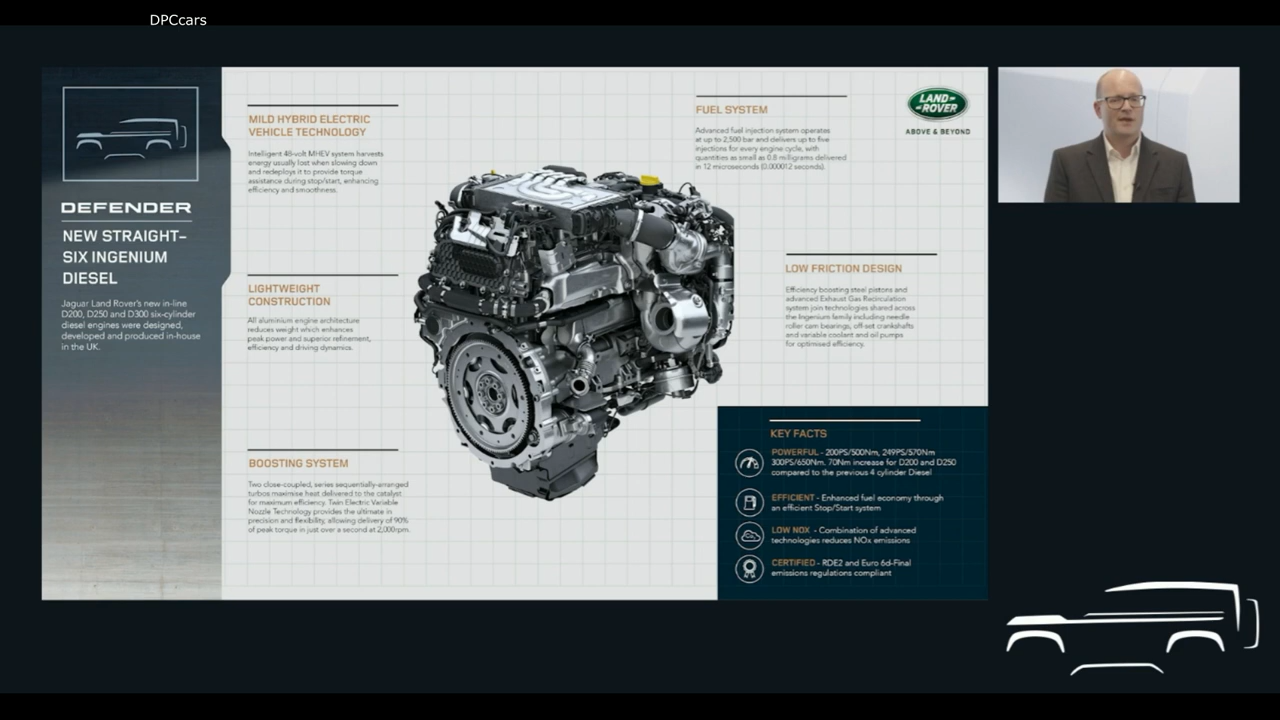 DPCcars
DEFENDER
NEW STRAIGHT-
SIX INGENIUM
DIESEL
Jaguar Land Rover's new in-line
D200, D250 and D300 six-cylinder
diesel engines were designed,
developed and produced in-house
in the UK.
MILD HYBRID ELECTRIC
VEHICLE TECHNOLOGY
Intelligent 48-volt MHEV system harvests
energy usually lost when slowing down
and redeploys it to provide torque
assistance during stop/start, enhancing
efficiency and smoothness.
LIGHTWEIGHT
CONSTRUCTION
All aluminium engine architecture
reduces weight which enhances
peak power and superior refinement,
efficiency and driving dynamics.
BOOSTING SYSTEM
Two close-coupled, series sequentially-arranged
turbos maximise heat delivered to the catalyst
for maximum efficiency. Twin Electric Variable
Nozzle Technology provides the ultimate in
precision and flexibility, allowing delivery of 90%
of peak torque in just over a second at 2,000rpm.
FUEL SYSTEM
Advanced fuel injection system operates
at up to 2,500 bar and delivers up to five
injections for every engine cycle, with
quantities as small as 0.8 milligrams delivered
in 12 microseconds (0.000012 seconds).
LAND-
-ROVER
ABOVE & BEYOND
LOW FRICTION DESIGN
Efficiency boosting steel pistons and
advanced Exhaust Gas Recirculation
system join technologies shared across
the Ingenium family including needle
roller cam bearings, off-set crankshafts
and variable coolant and oil pumps
for optimised efficiency.
KEY FACTS
POWERFUL - 200PS/500Nm, 249PS/570Nm
300PS/650Nm. 70Nm increase for D200 and D250
compared to the previous 4 cylinder Diesel
EFFICIENT - Enhanced fuel economy through
an efficient Stop/Start system
LOW NOX - Combination of advanced
technologies reduces NOx emissions
CERTIFIED - RDE2 and Euro 6d-Final
emissions regulations compliant